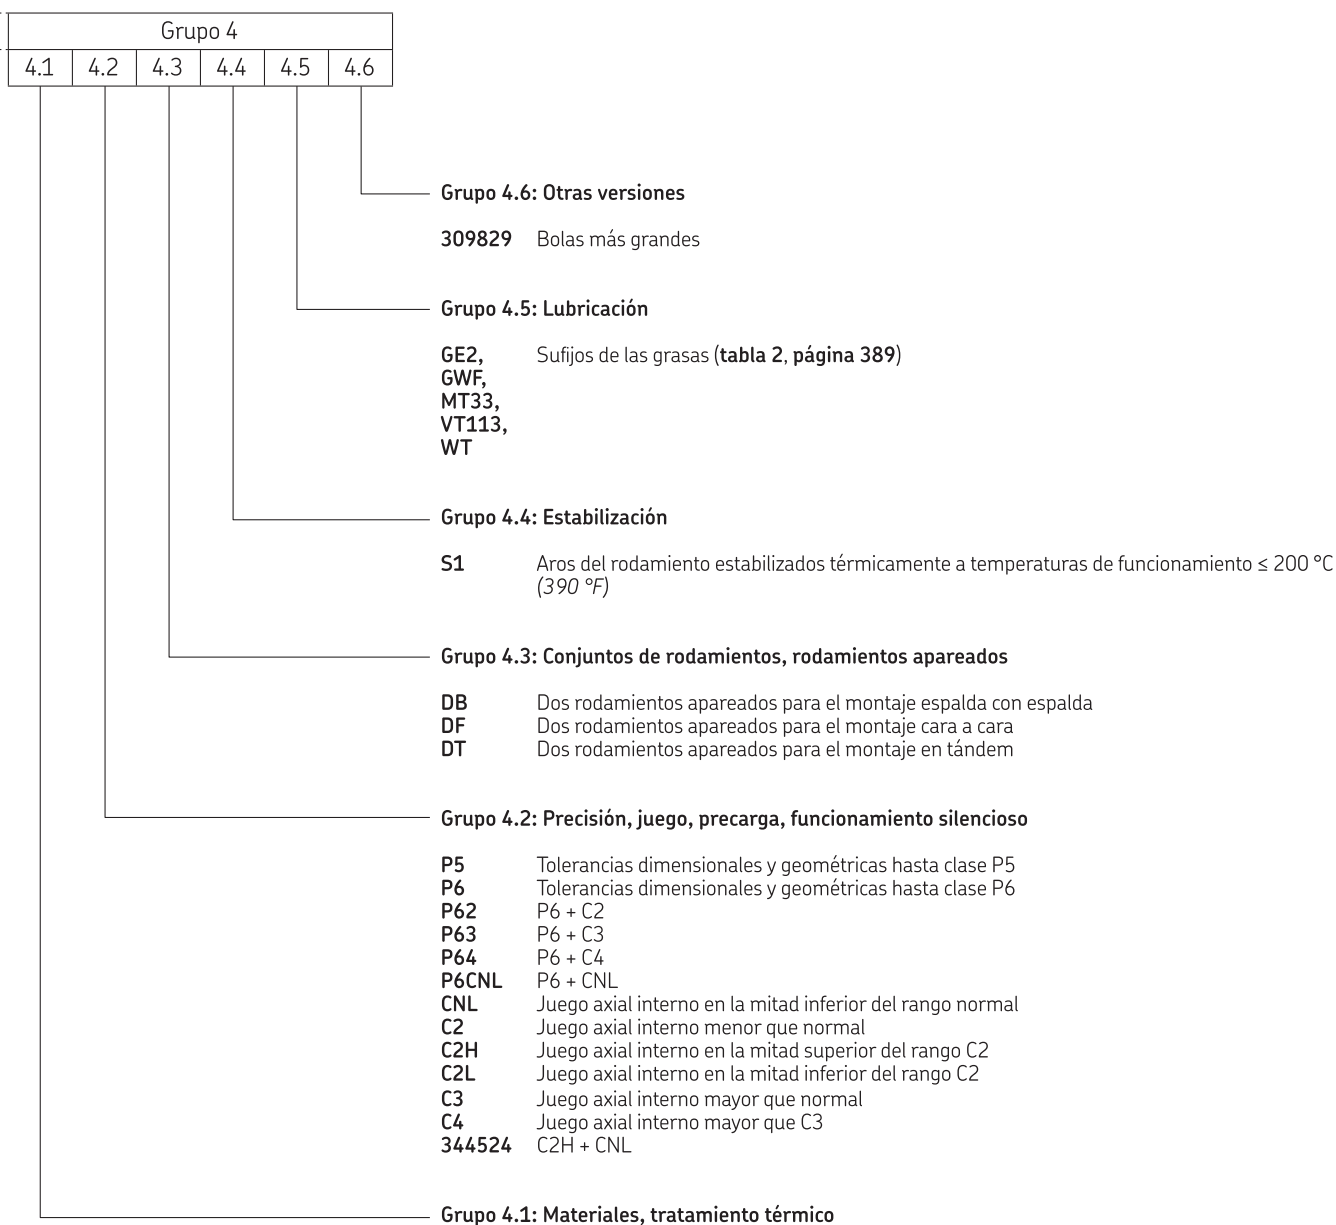 Grupo 4
4.1 4.2 4.3 4.4 4.5 4.6
Grupo 4.6: Otras versiones
309829 Bolas más grandes
Grupo 4.5: Lubricación
GE2, Sufijos de las grasas (tabla 2, página 389)
GWF,
MT33,
VT113,
WT
Grupo 4.4: Estabilización
S1 Aros del rodamiento estabilizados térmicamente a temperaturas de funcionamiento ≤ 200 °C
(390 °F)
Grupo 4.3: Conjuntos de rodamientos, rodamientos apareados
DB Dos rodamientos apareados para el montaje espalda con espalda
DF Dos rodamientos apareados para el montaje cara a cara
DT Dos rodamientos apareados para el montaje en tándem
Grupo 4.2: Precisión, juego, precarga, funcionamiento silencioso
P5 Tolerancias dimensionales y geométricas hasta clase P5
P6 Tolerancias dimensionales y geométricas hasta clase P6
P62 P6 + C2
P63 P6 + C3
P64 P6 + C4
P6CNL P6 + CNL
CNL Juego axial interno en la mitad inferior del rango normal
C2 Juego axial interno menor que normal
C2H Juego axial interno en la mitad superior del rango C2
C2L Juego axial interno en la mitad inferior del rango C2
C3 Juego axial interno mayor que normal
C4 Juego axial interno mayor que C3
344524 C2H + CNL
Grupo 4.1: Materiales, tratamiento térmico